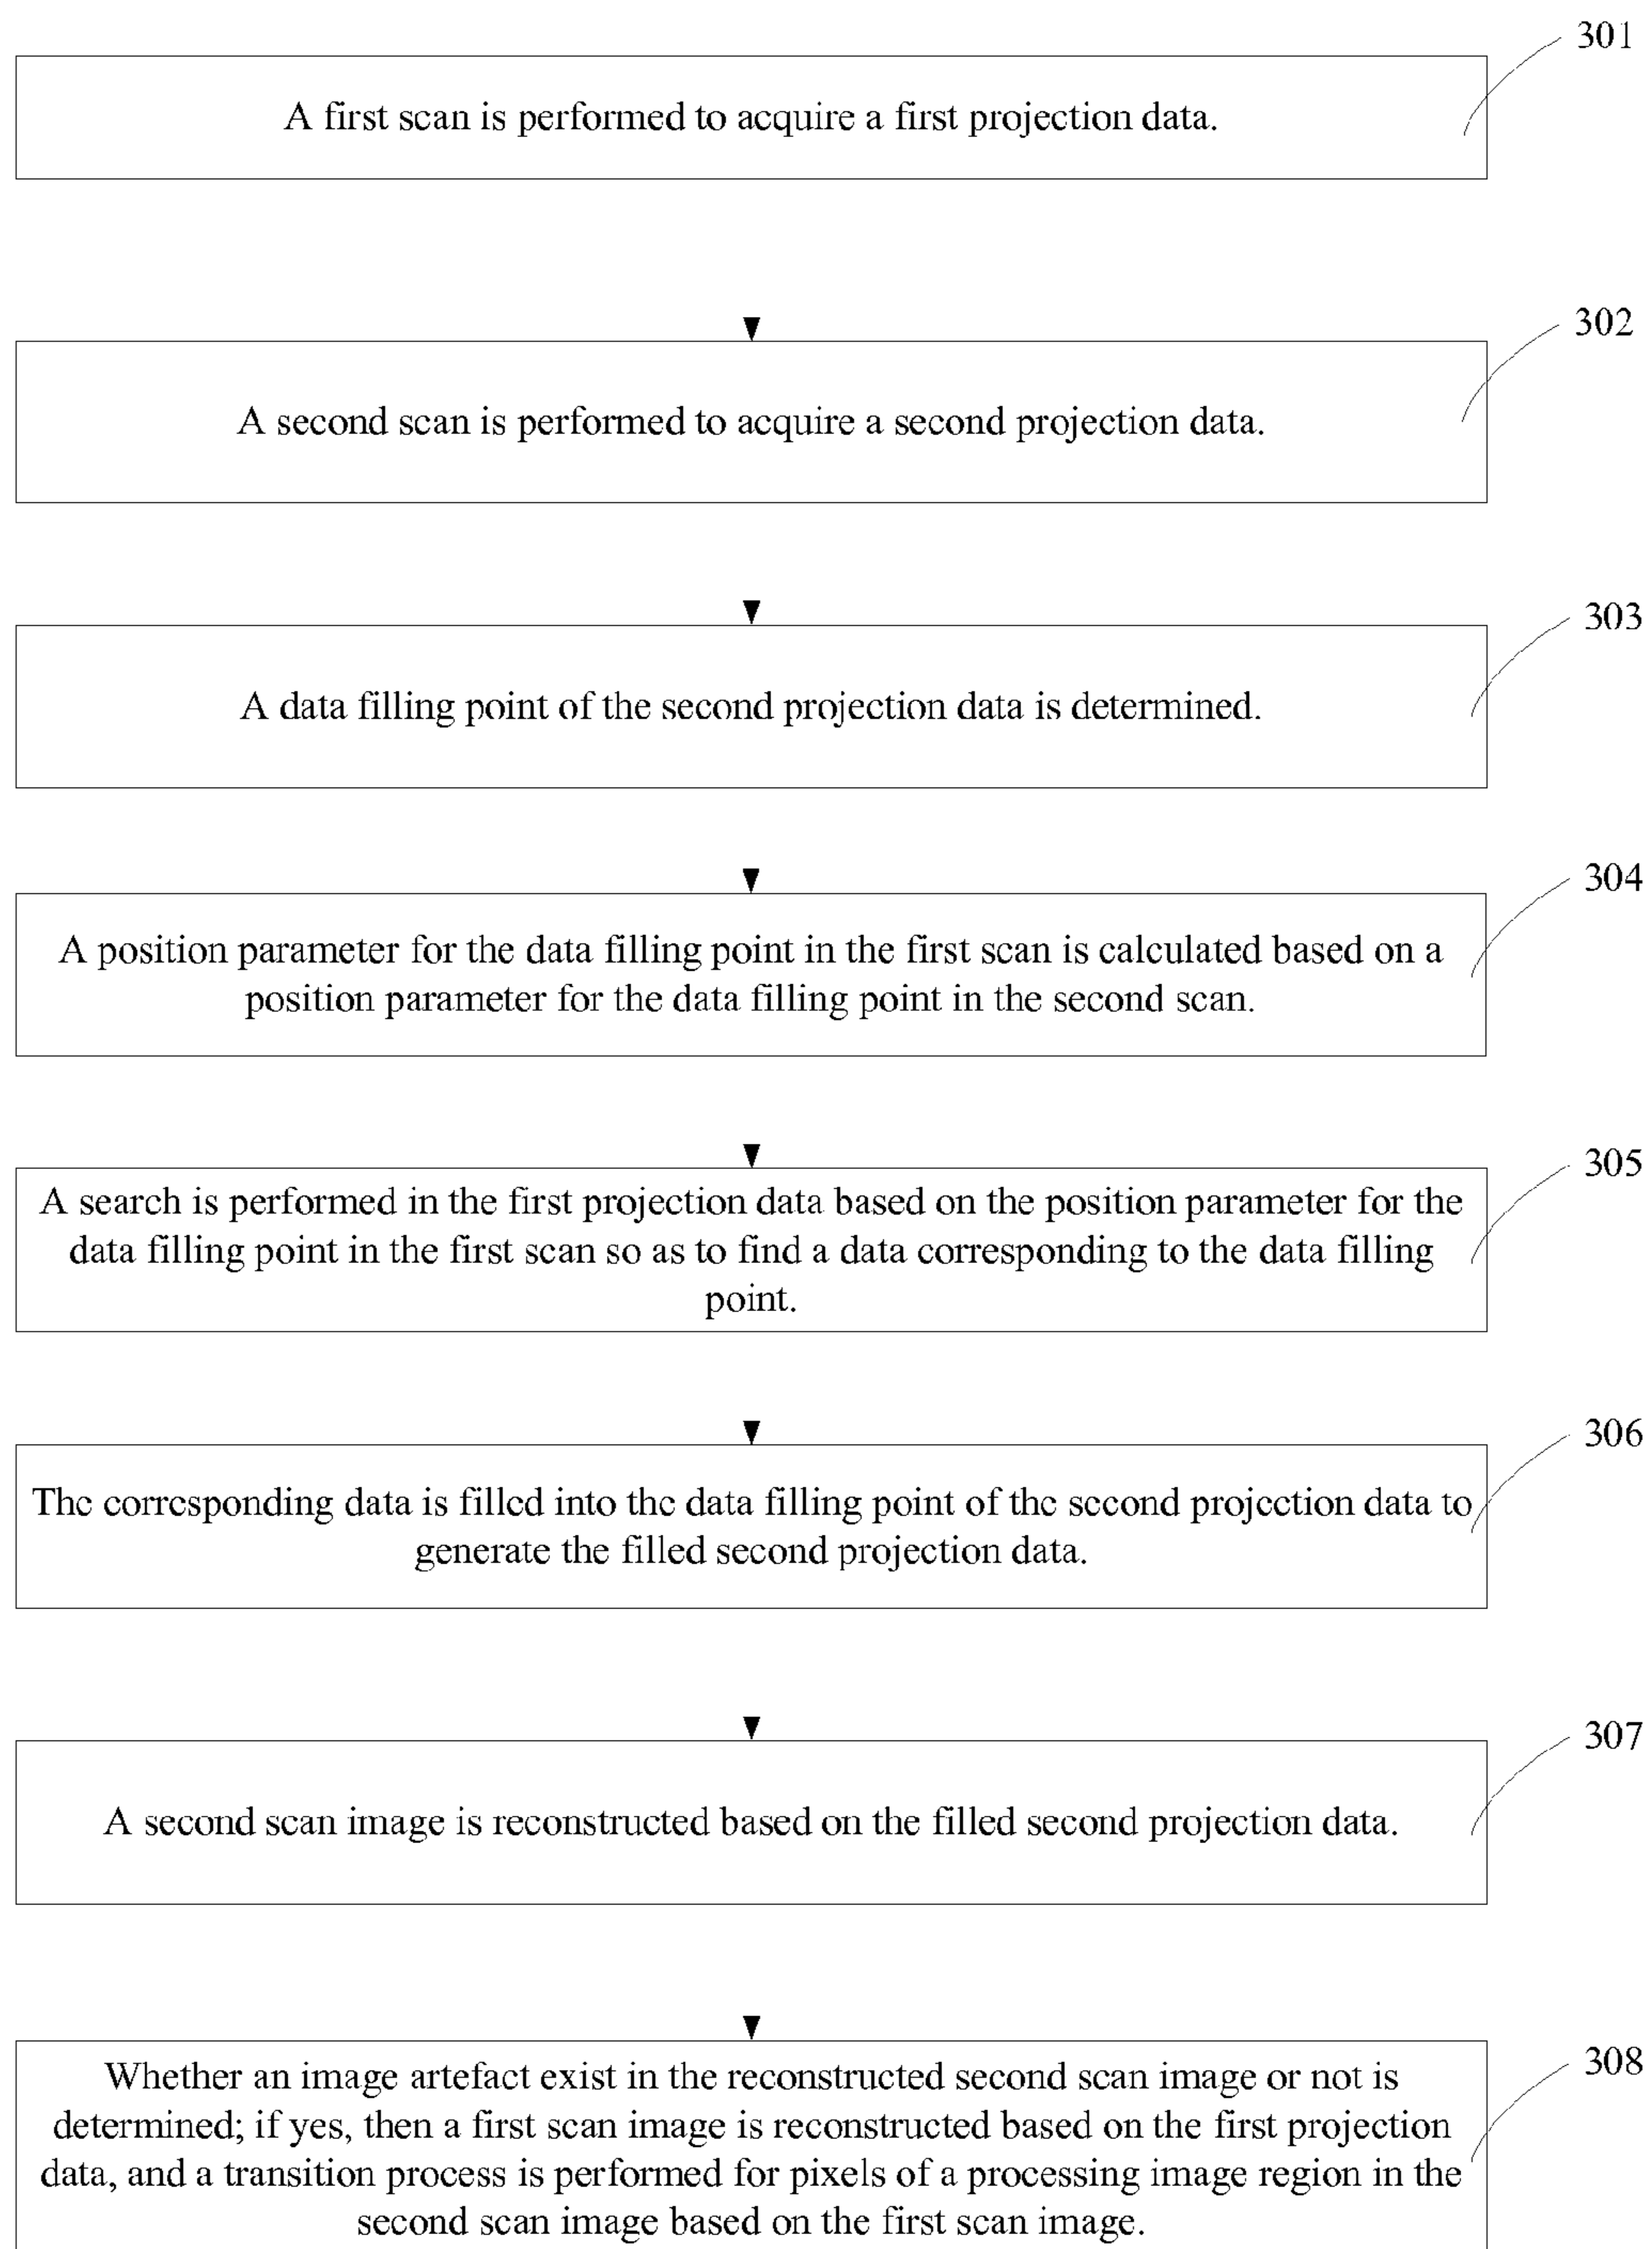 301
A first scan is performed to acquire a first projection data.
302
A second scan is performed to acquire a second projection data.
303
A data filling point of the second projection data is determined.
304
A position parameter for the data filling point in the first scan is calculated based on a
position parameter for the data filling point in the second scan.
305
A search is performed in the first projection data based on the position parameter for the
data filling point in the first scan so as to find a data corresponding to the data filling
point.
306
The corresponding data is filled into the data filling point of the second projection data to
generate the filled second projection data.
307
A second scan image is reconstructed based on the filled second projection data.
308
Whether an image artefact exist in the reconstructed second scan image or not is
determined; if yes, then a first scan image is reconstructed based on the first projection
data, and a transition process is performed for pixels of a processing image region in the
second scan image based on the first scan image.